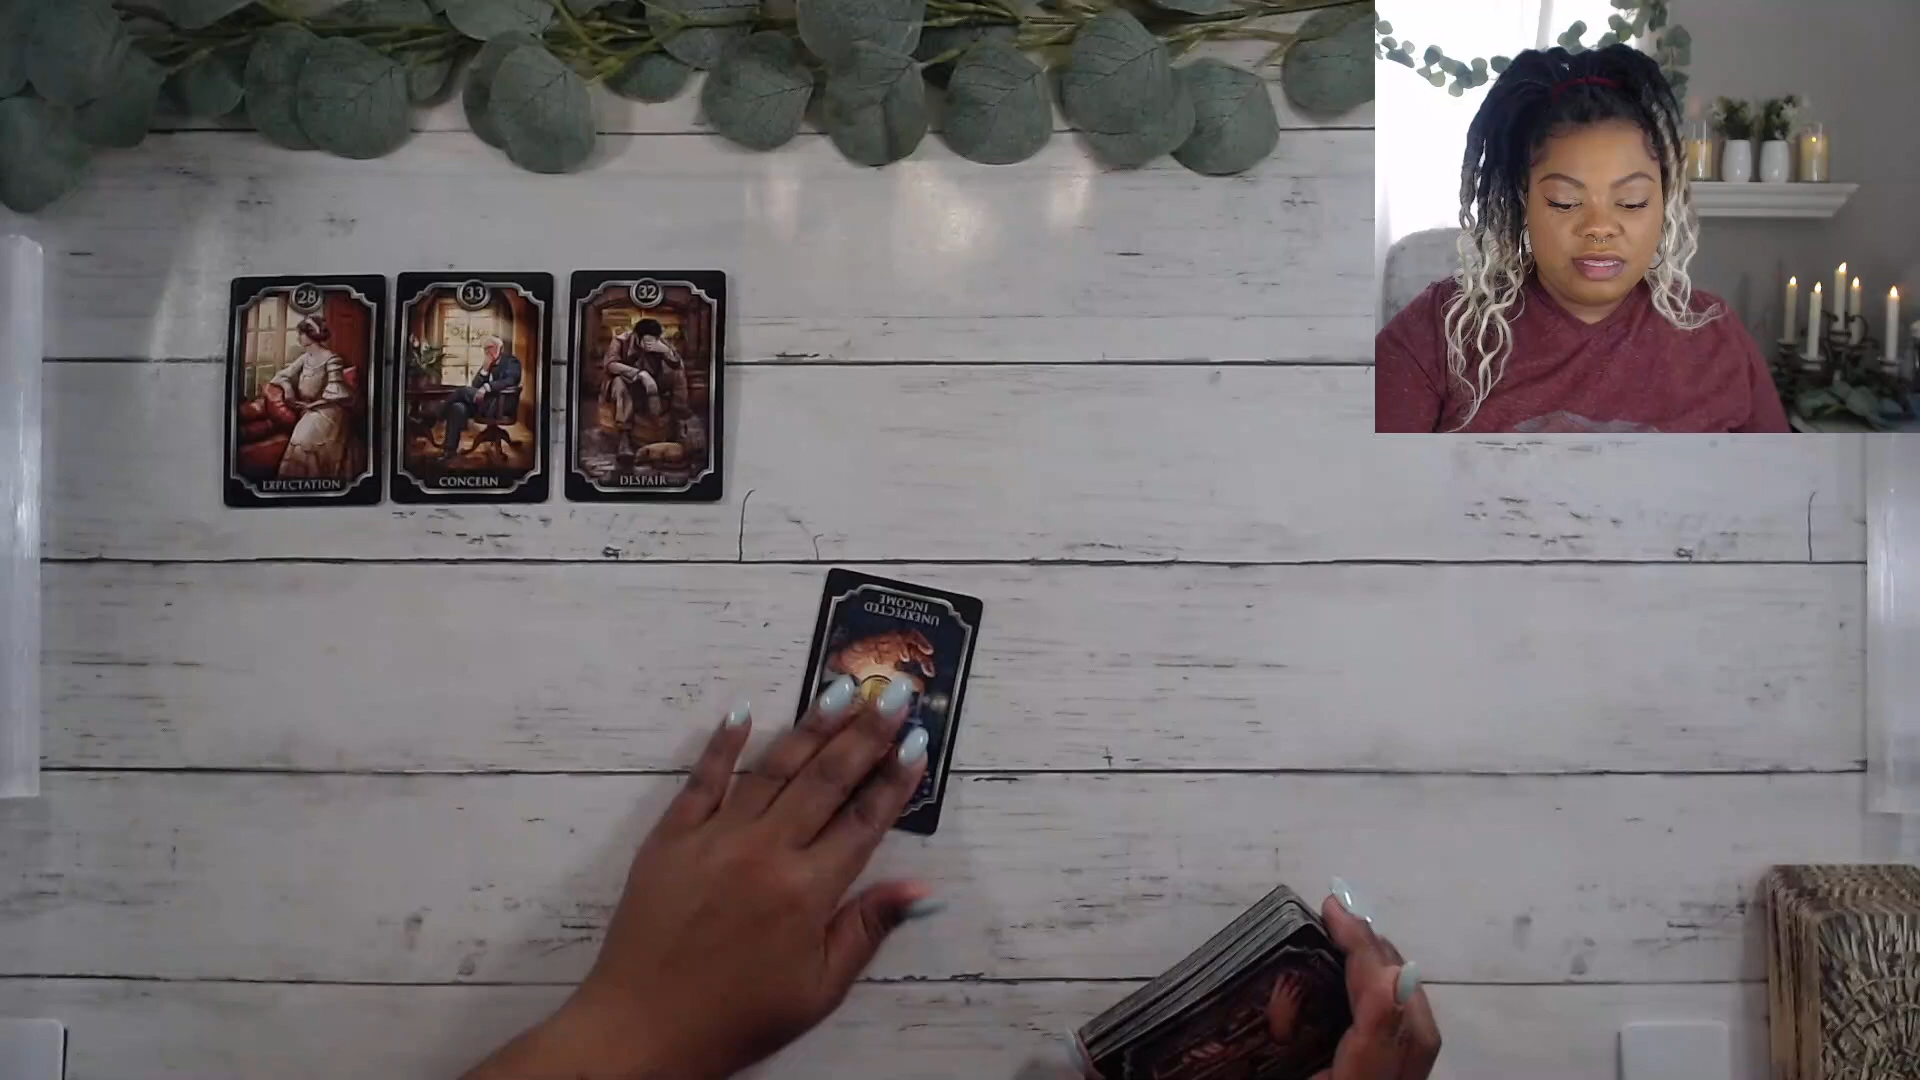 28
EXPECTATION
33
CONCERN
32
DESPAIR
UNEXPECTED
INCOME